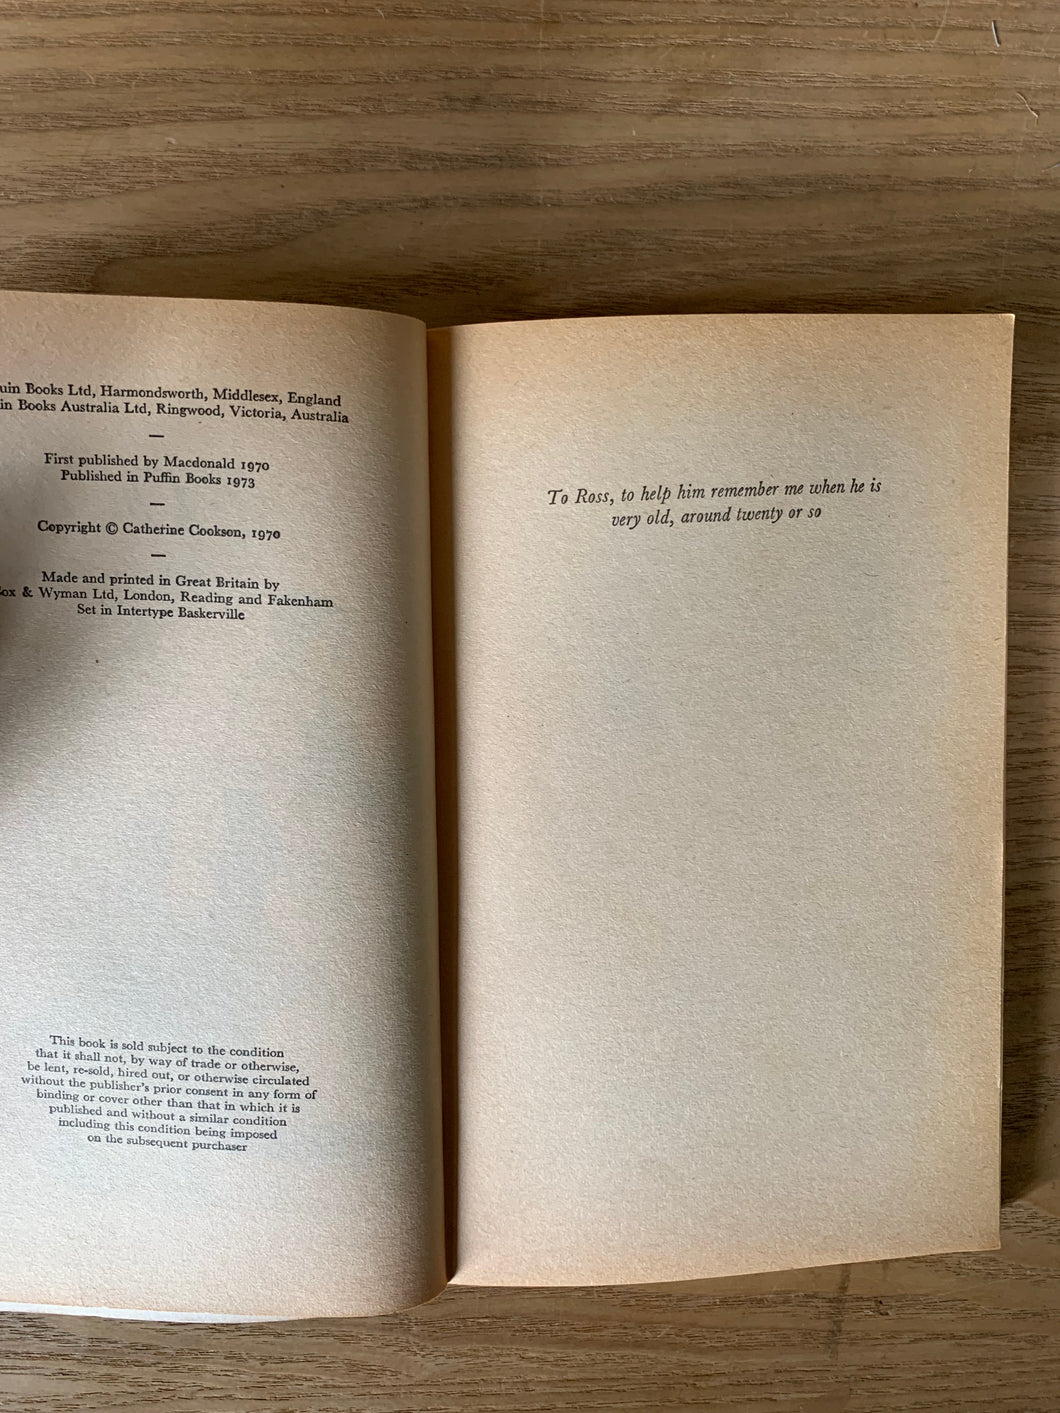 Books Ltd, Harmondsworth, Middlesex, England
Books Australia Ltd, Ringwood, Victoria, Australia
—
First published by Macdonald 1970
Published in Puffin Books 1973
—
Copyright © Catherine Cookson, 1970
—
Made and printed in Great Britain by
& Wyman Ltd, London, Reading and Fakenham
Set in Intertype Baskerville
This book is sold subject to the condition
that it shall not, by way of trade or otherwise,
be lent, re-sold, hired out, or otherwise circulated
without the publisher's prior consent in any form of
binding or cover other than that in which it is
published and without a similar condition
including this condition being imposed
on the subsequent purchaser
To Ross, to help him remember me when he is
very old, around twenty or so